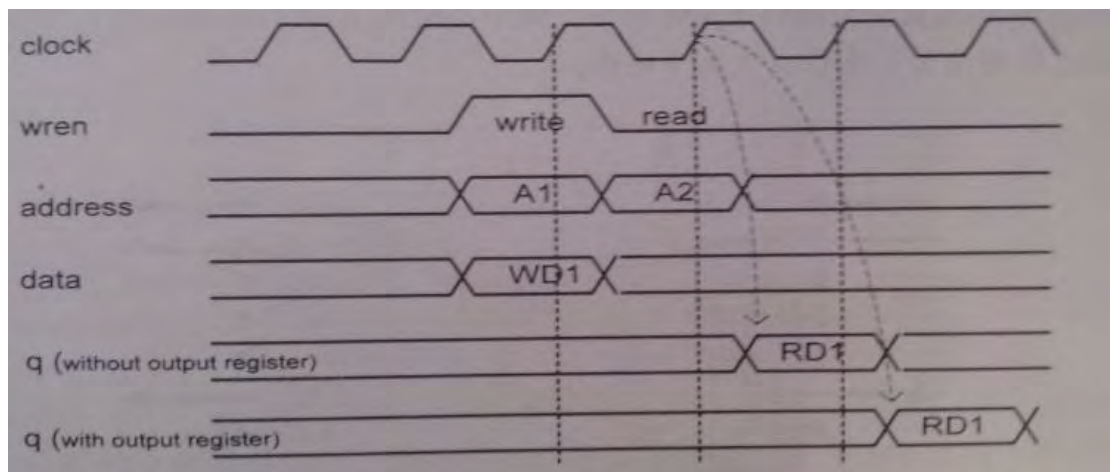 clock
wren write read
address A1 A2
data WD1
q (without output register) RD1
q (with output register) RD1